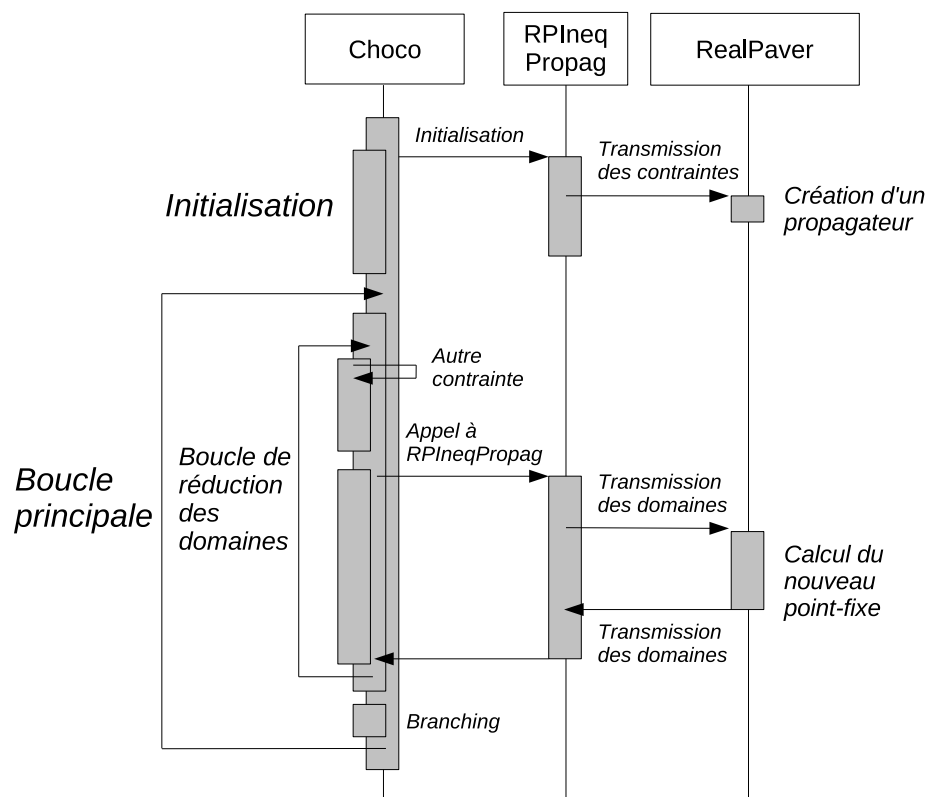 Choco
RPIneq
Propag
RealPaver
Initialisation
Transmission
des contraintes
Initialisation
Création d'un
propagateur
Autre
contrainte
Appel à
RPIneqPropag
Boucle de
réduction
des
domaines
Boucle
principale
Transmission
des domaines
Calcul du
nouveau
point-fixe
Transmission
des domaines
Branching